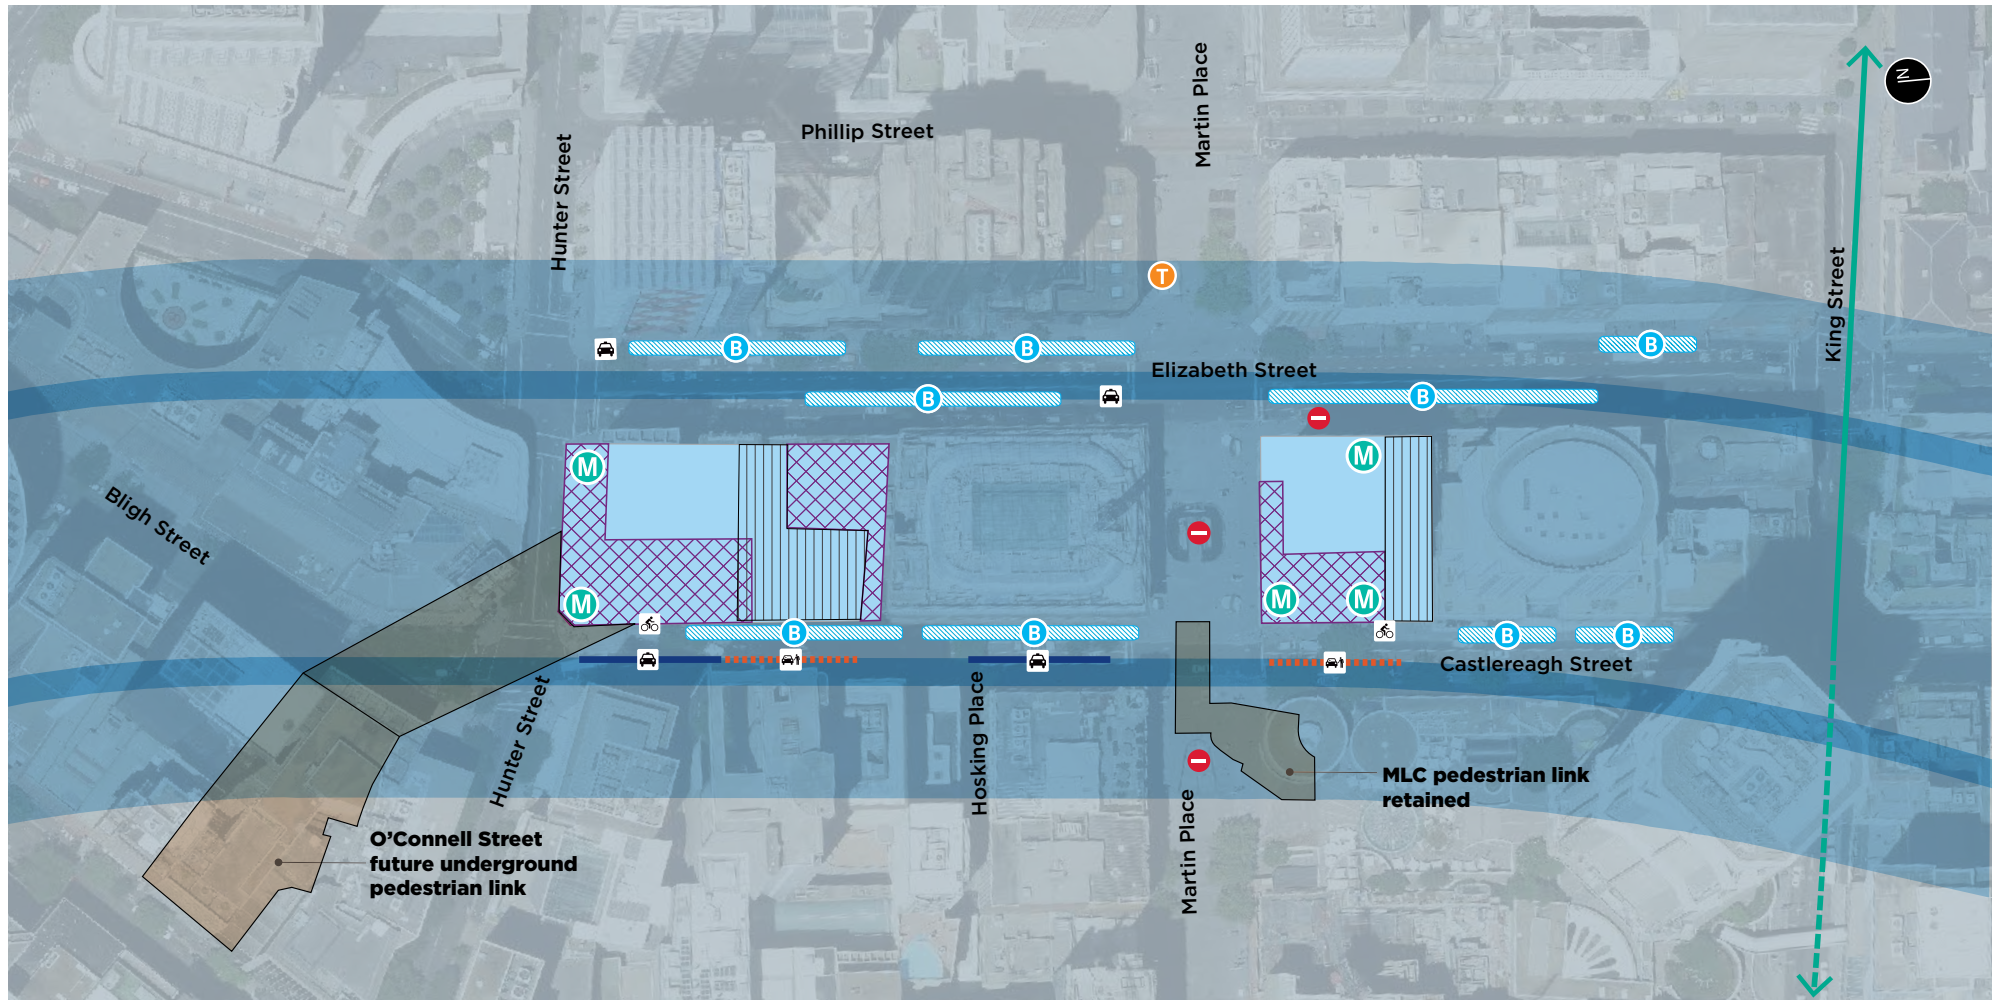 Phillip Street
Martin Place
Hunter Street
N
King Street
T
B
B
B
Elizabeth Street
B
B
M
M
Bligh Street
M
M
M
B
B
B
B
Castlereagh Street
Hunter Street
Hosking Place
MLC pedestrian link
retained
Martin Place
O’Connell Street
future underground
pedestrian link